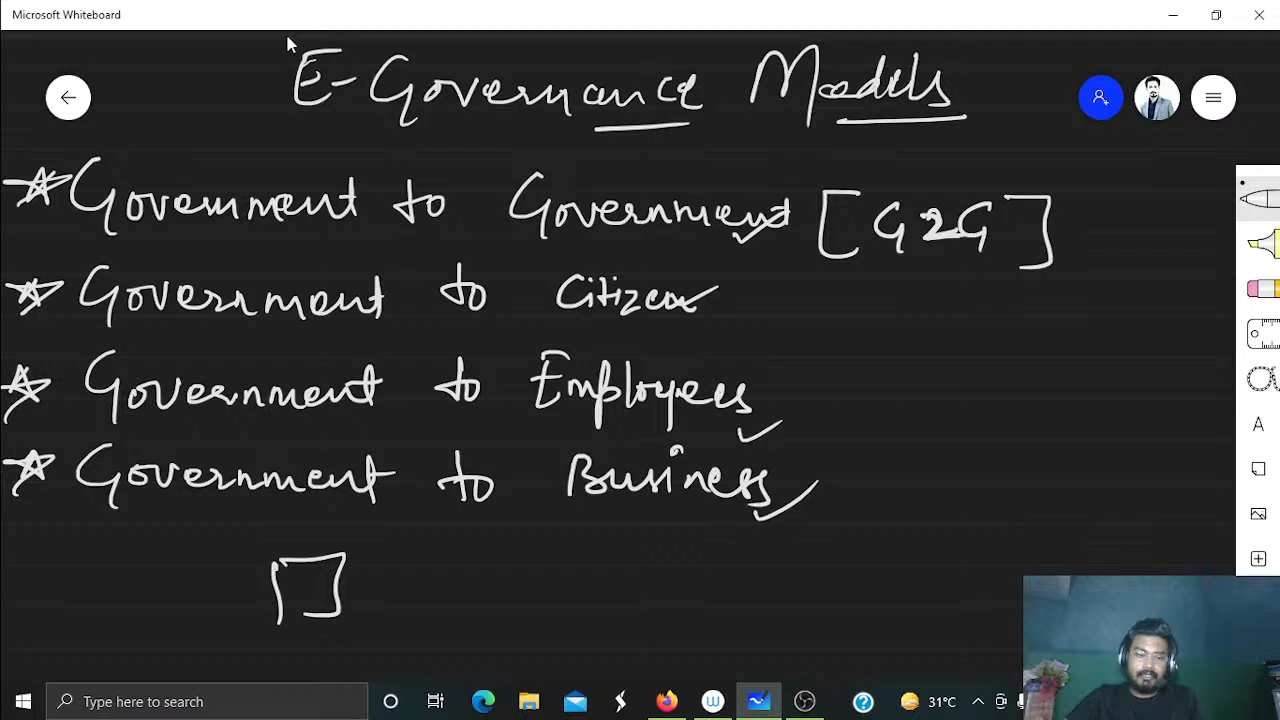 Microsoft Whiteboard
E-Governance Models
Government to Government [G2G]
Government to Citizen
Government to Employees
Government to Business
A
Type here to search
31°C